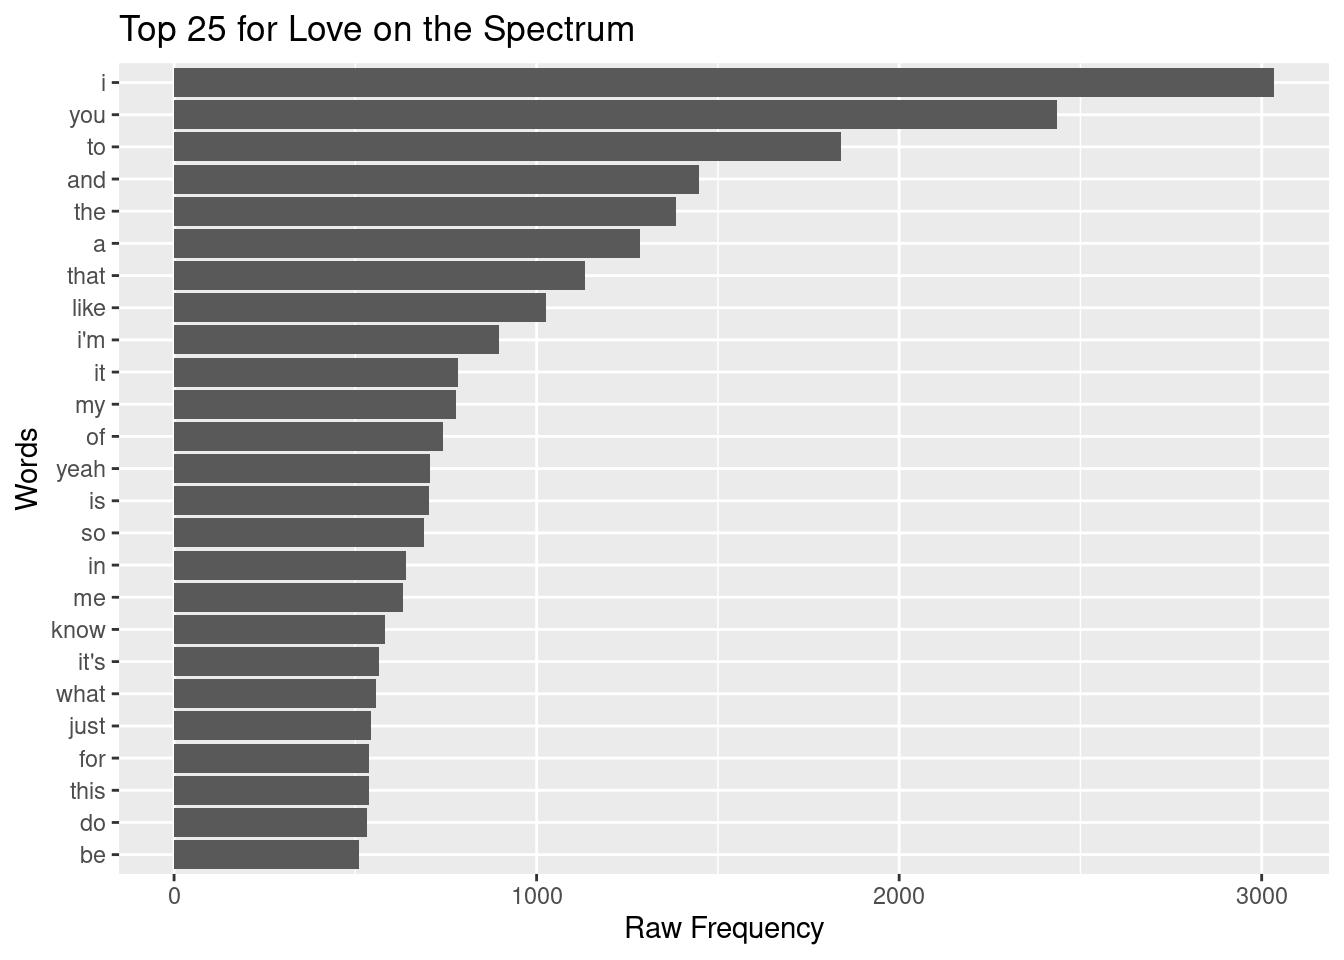 Top 25 for Love on the Spectrum
i
you
to
and
the
a
that
like
i'm
it
my
of
yeah
is
so
in
me
know
it's
what
just
for
this
do
be
Words
0 1000 2000 3000
Raw Frequency